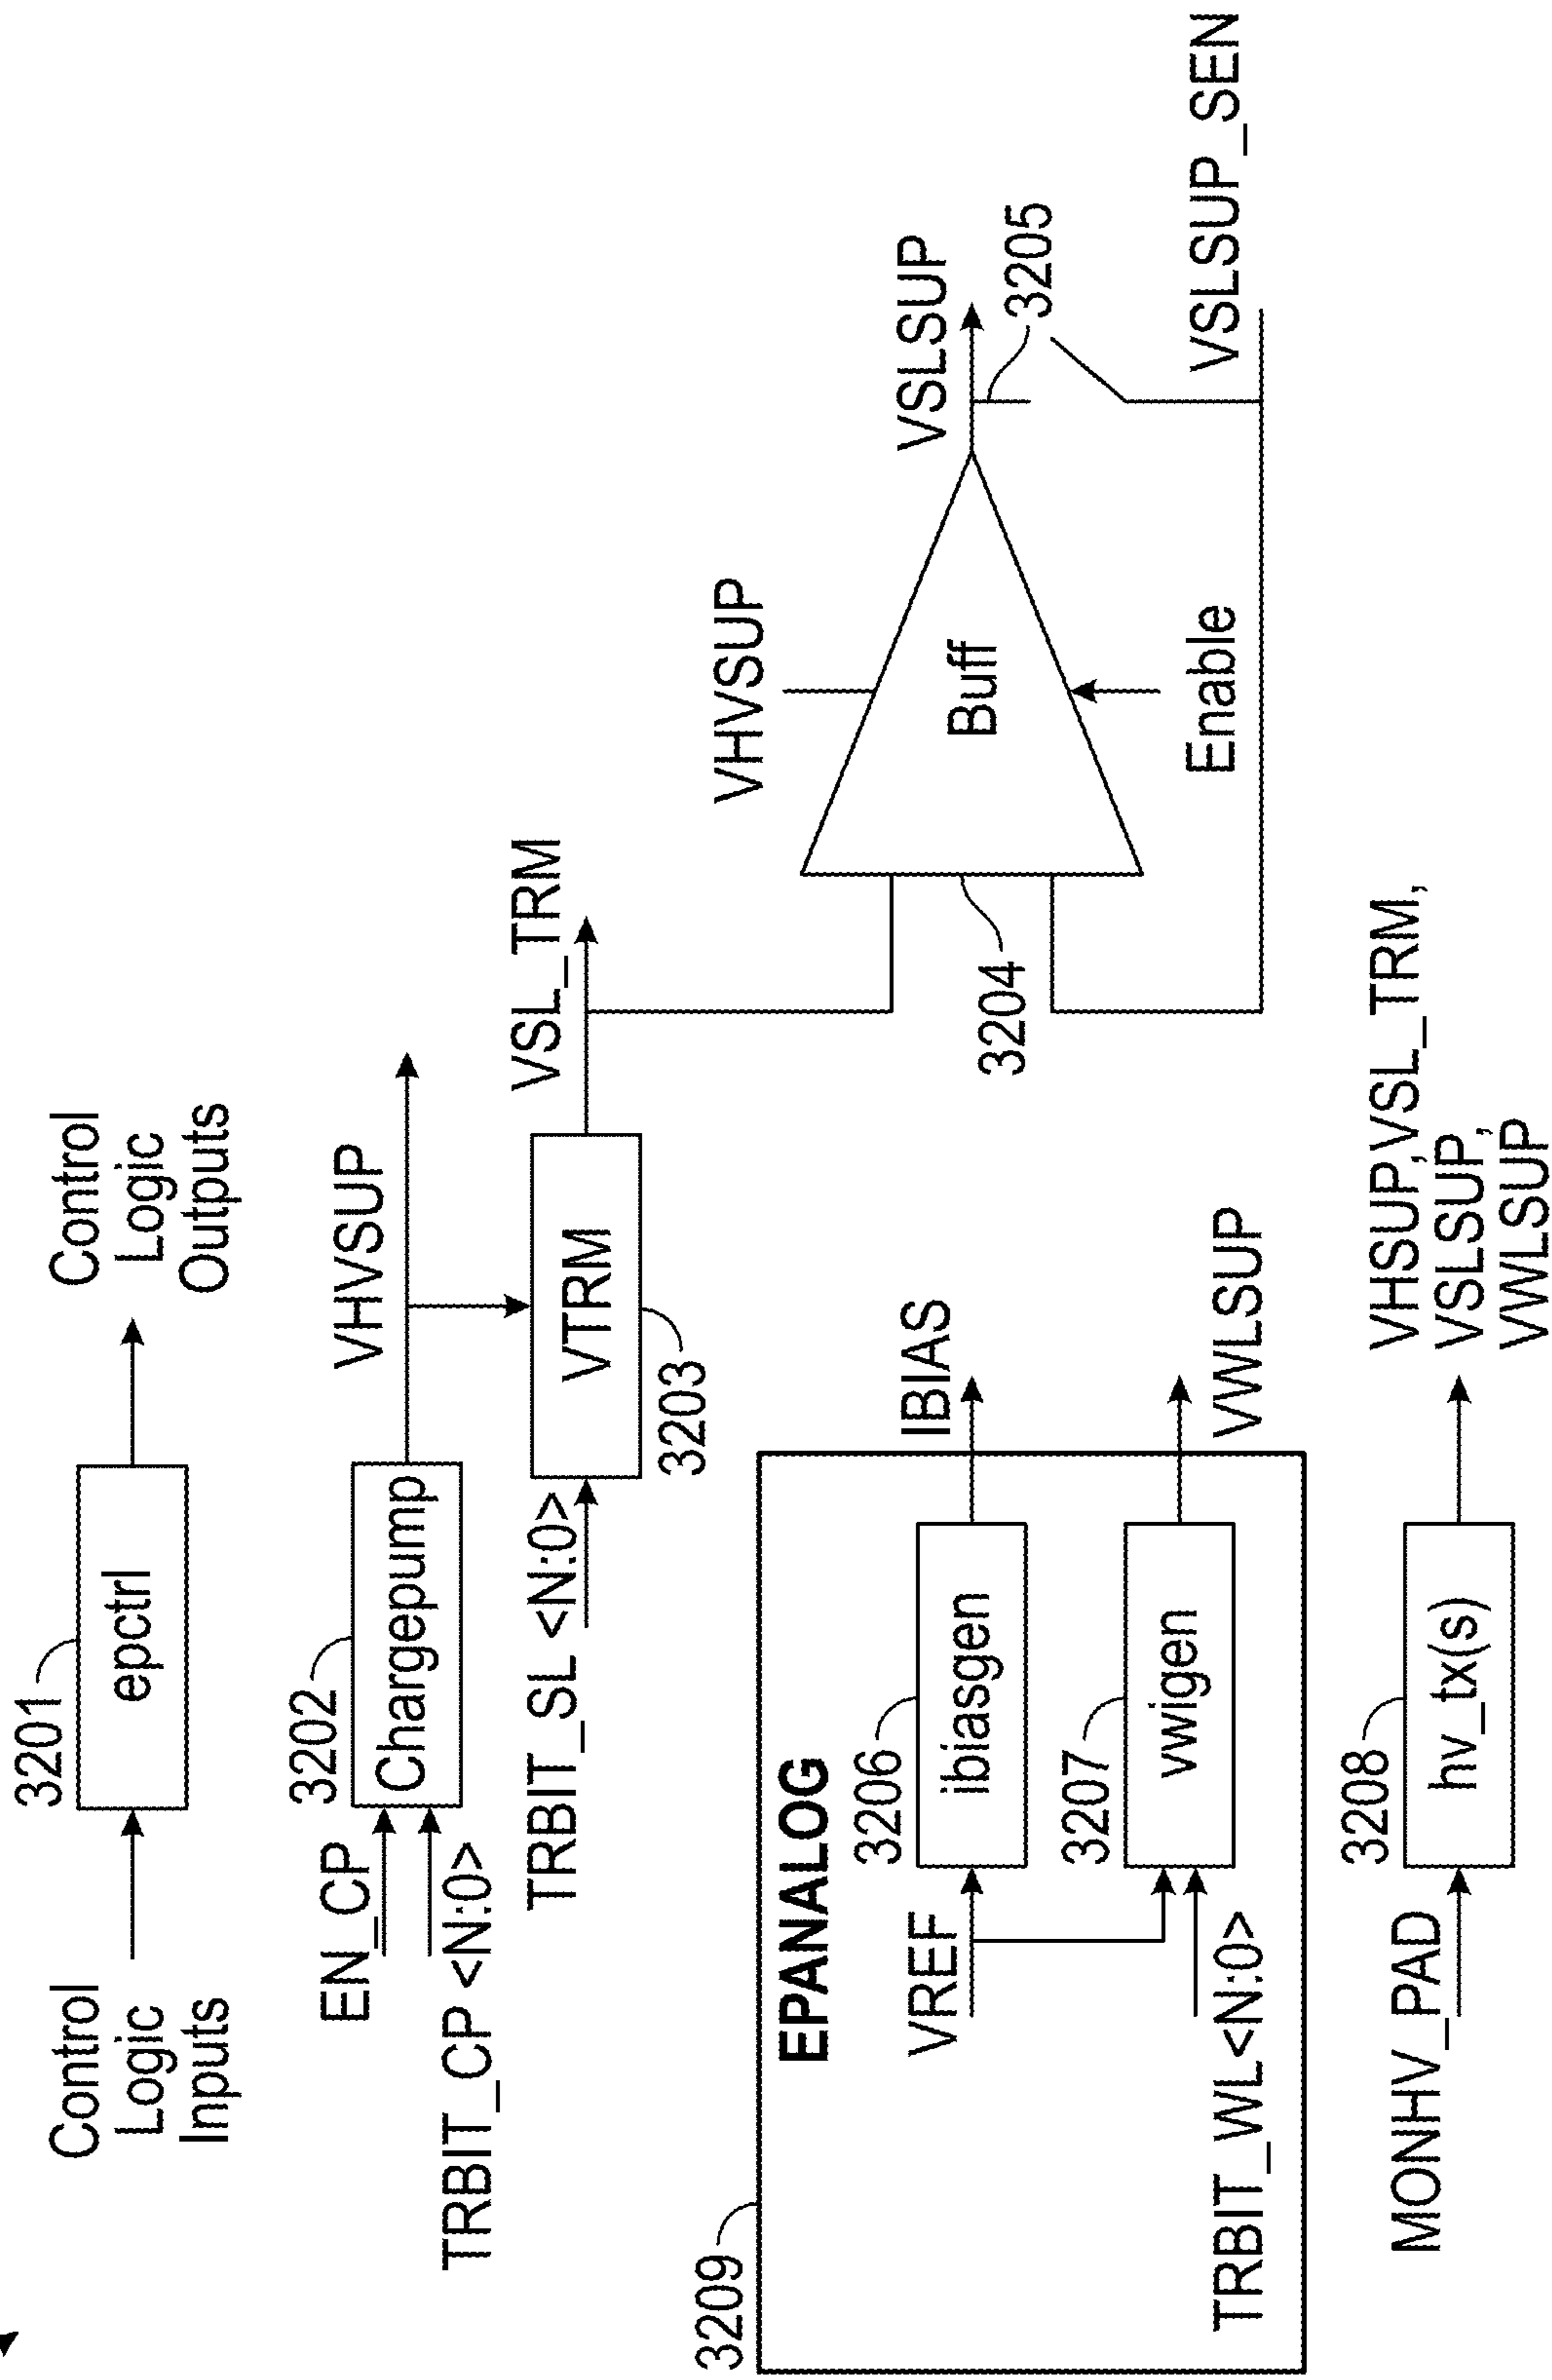 Control
Logic
Inputs
3201
epctrl
Control
Logic
Outputs
EN_CP
TRBIT_CP <N:0>
3202
Chargepump
VHVSUP
TRBIT_SL <N:0>
VTRM
3203
VSL_TRM
VHVSUP
Buff
3204
Enable
VSLSUP
3205
VSLSUP_SEN
3209
EPANALOG
VREF
3206
ibiasgen
IBIAS
TRBIT_WL<N:0>
3207
vwigen
VWLSUP
MONHV_PAD
3208
hv_tx(s)
VHSUP,VSL_TRM,
VSLSUP,
VWLSUP